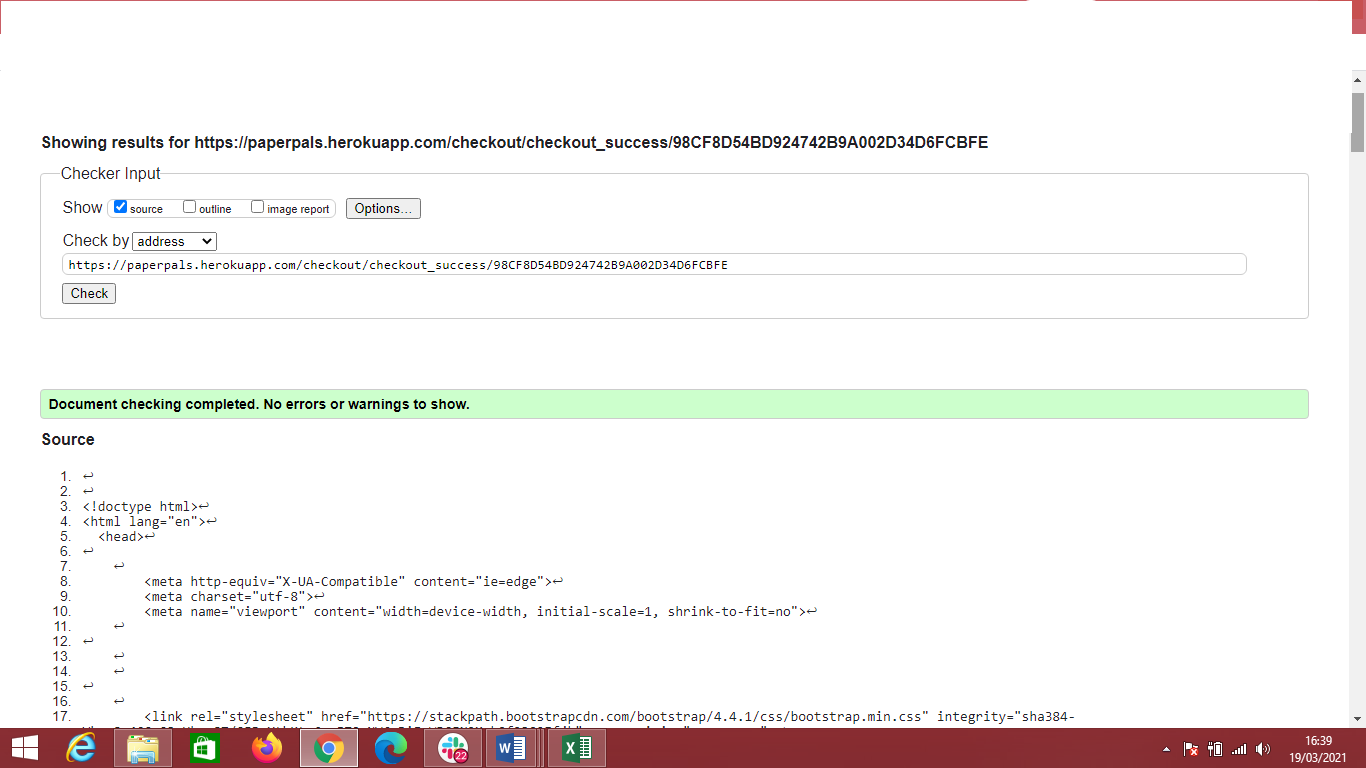 Showing results for https://paperpals.herokuapp.com/checkout/checkout_success/98CF8D54BD924742B9A002D34D6FCBFE
Checker Input
Show source outline image report Options...
Check by address
https://paperpals.herokuapp.com/checkout/checkout_success/98CF8D54BD924742B9A002D34D6FCBFE
Check
Document checking completed. No errors or warnings to show.
Source
1. ↩
2. ↩
3. <!doctype html>↩
4. <html lang="en">↩
5. <head>↩
6. ↩
7. ↩
8. <meta http-equiv="X-UA-Compatible" content="ie=edge">↩
9. <meta charset="utf-8">↩
10. <meta name="viewport" content="width=device-width, initial-scale=1, shrink-to-fit=no">↩
11. ↩
12. ↩
13. ↩
14. ↩
15. ↩
16. ↩
17. <link rel="stylesheet" href="https://stackpath.bootstrapcdn.com/bootstrap/4.4.1/css/bootstrap.min.css" integrity="sha384-
22
16:39
19/03/2021